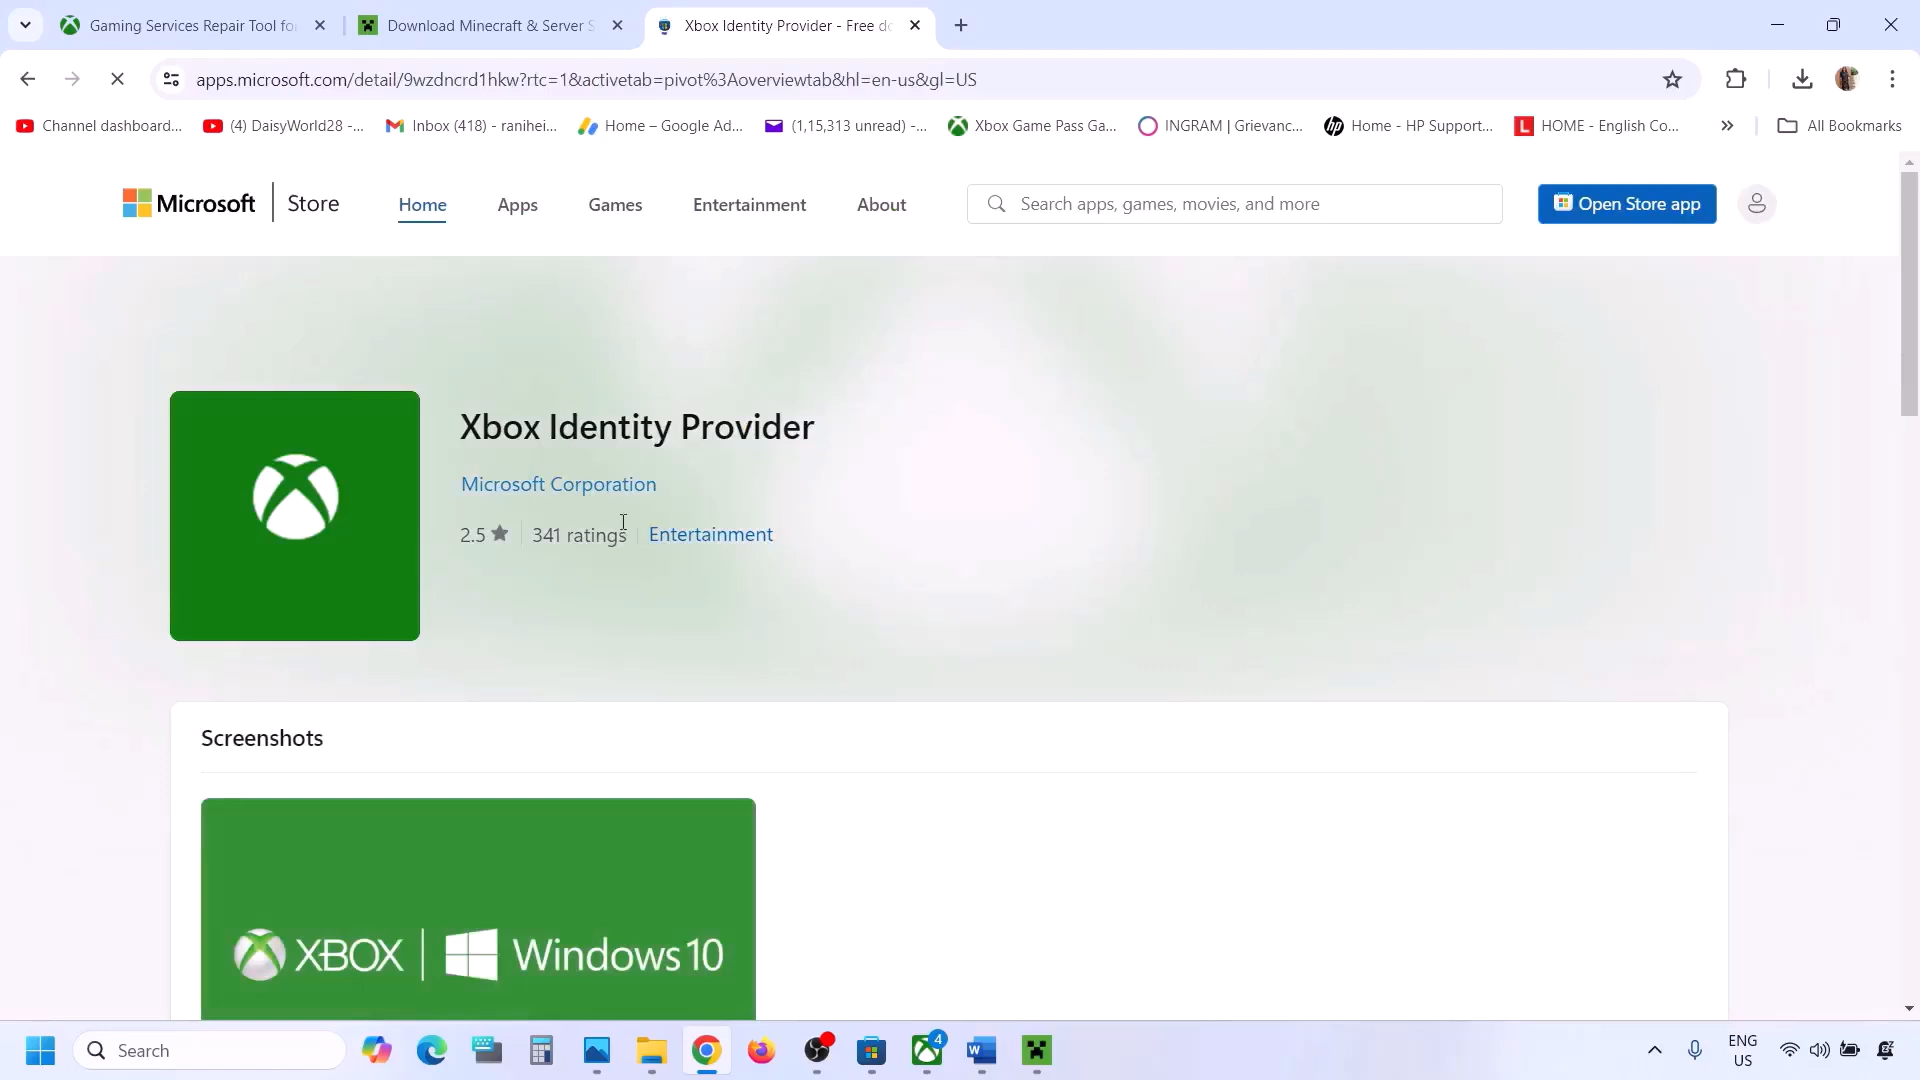 Gaming Services Repair Tool fo
Download Minecraft & Server S
Xbox Identity Provider - Free do
apps.microsoft.com/detail/9wzdncrd1hkw?rtc=1&activetab=pivot%3Aoverviewtab&hl=en-us&gl=US
Channel dashboard...
(4) DaisyWorld28 -...
Inbox (418) - ranihei...
Home – Google Ad...
(1,15,313 unread) -...
Xbox Game Pass Ga...
INGRAM | Grievanc...
Home - HP Support...
HOME - English Co...
All Bookmarks
Microsoft
Store
Home
Apps
Games
Entertainment
About
Search apps, games, movies, and more
Open Store app
Xbox Identity Provider
Microsoft Corporation
2.5
341 ratings
Entertainment
Screenshots
XBOX
Windows 10
Search
4
ENG
US